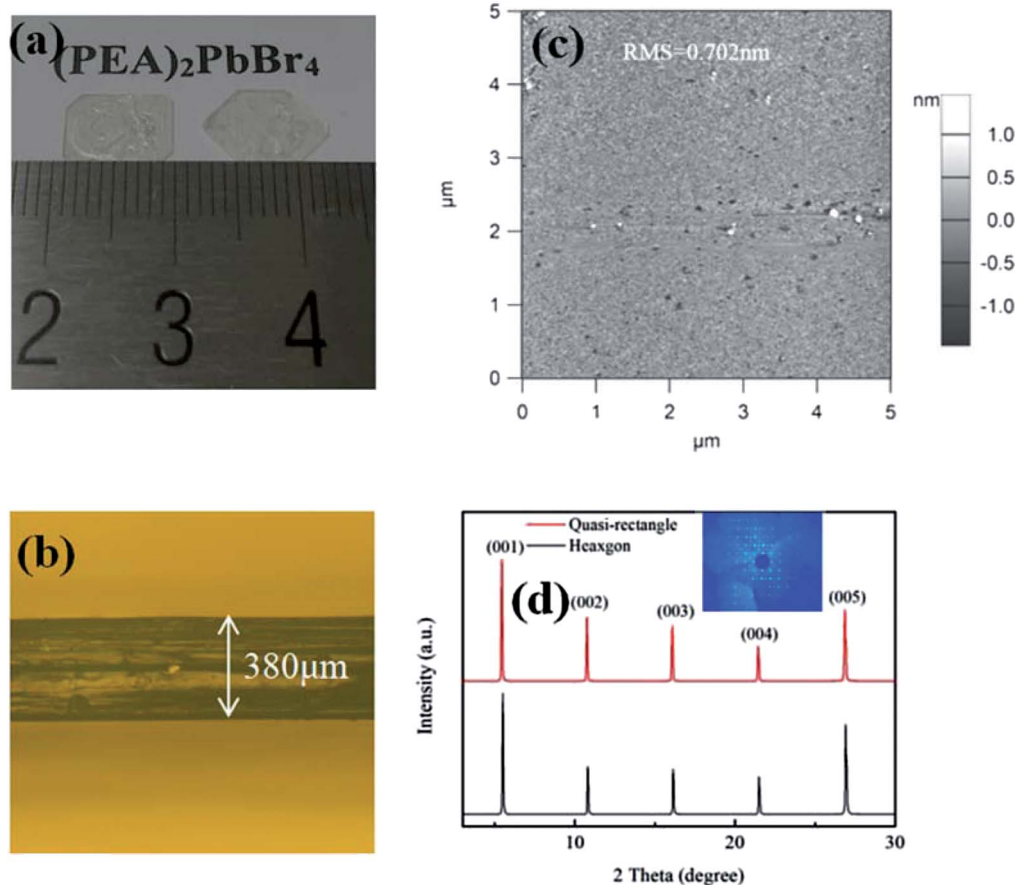 (a)
(PEA)₂PbBr₄
2 3 4
(c)
RMS=0.702nm
5
4
3
2
1
0
µm
0 1 2 3 4 5
µm
nm
1.0
0.5
0.0
-0.5
-1.0
(b)
380µm
Quasi-rectangle
Heaxgon
(d)
(001)
(002)
(003)
(004)
(005)
Intensity (a.u.)
10 20 30
2 Theta (degree)